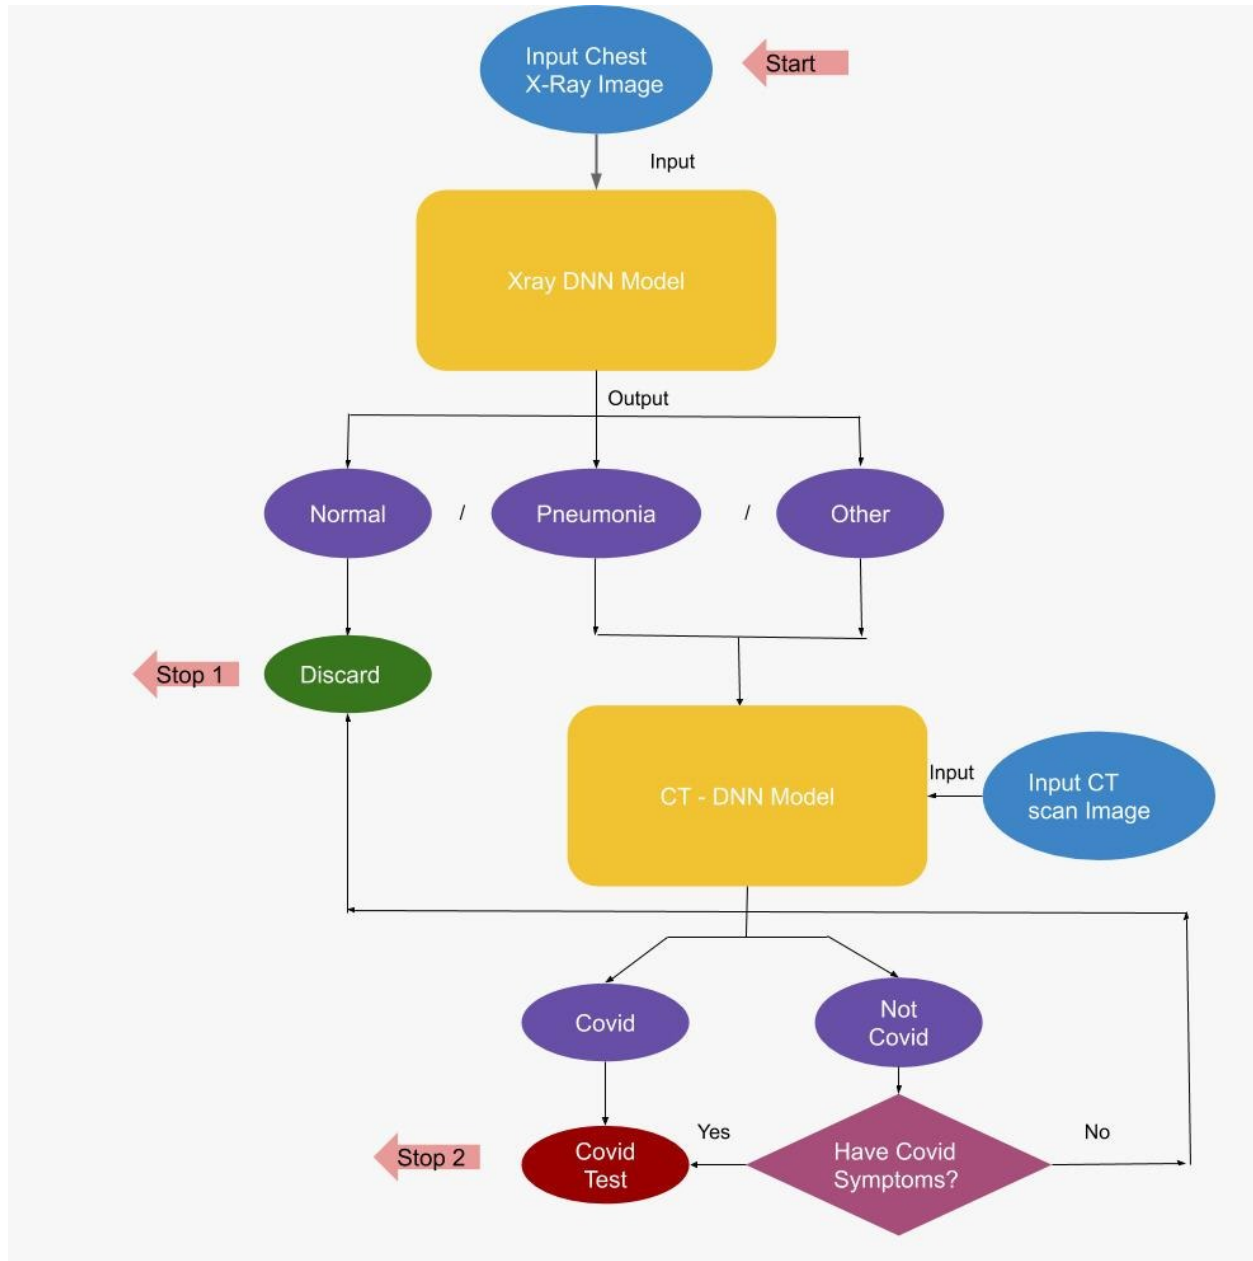 Input Chest
X-Ray Image
Start
Input
Xray DNN Model
Output
Normal
/
Pneumonia
/
Other
Stop 1
Discard
CT - DNN Model
Input
Input CT
scan Image
Covid
Not
Covid
Stop 2
Covid
Test
Yes
Have Covid
Symptoms?
No